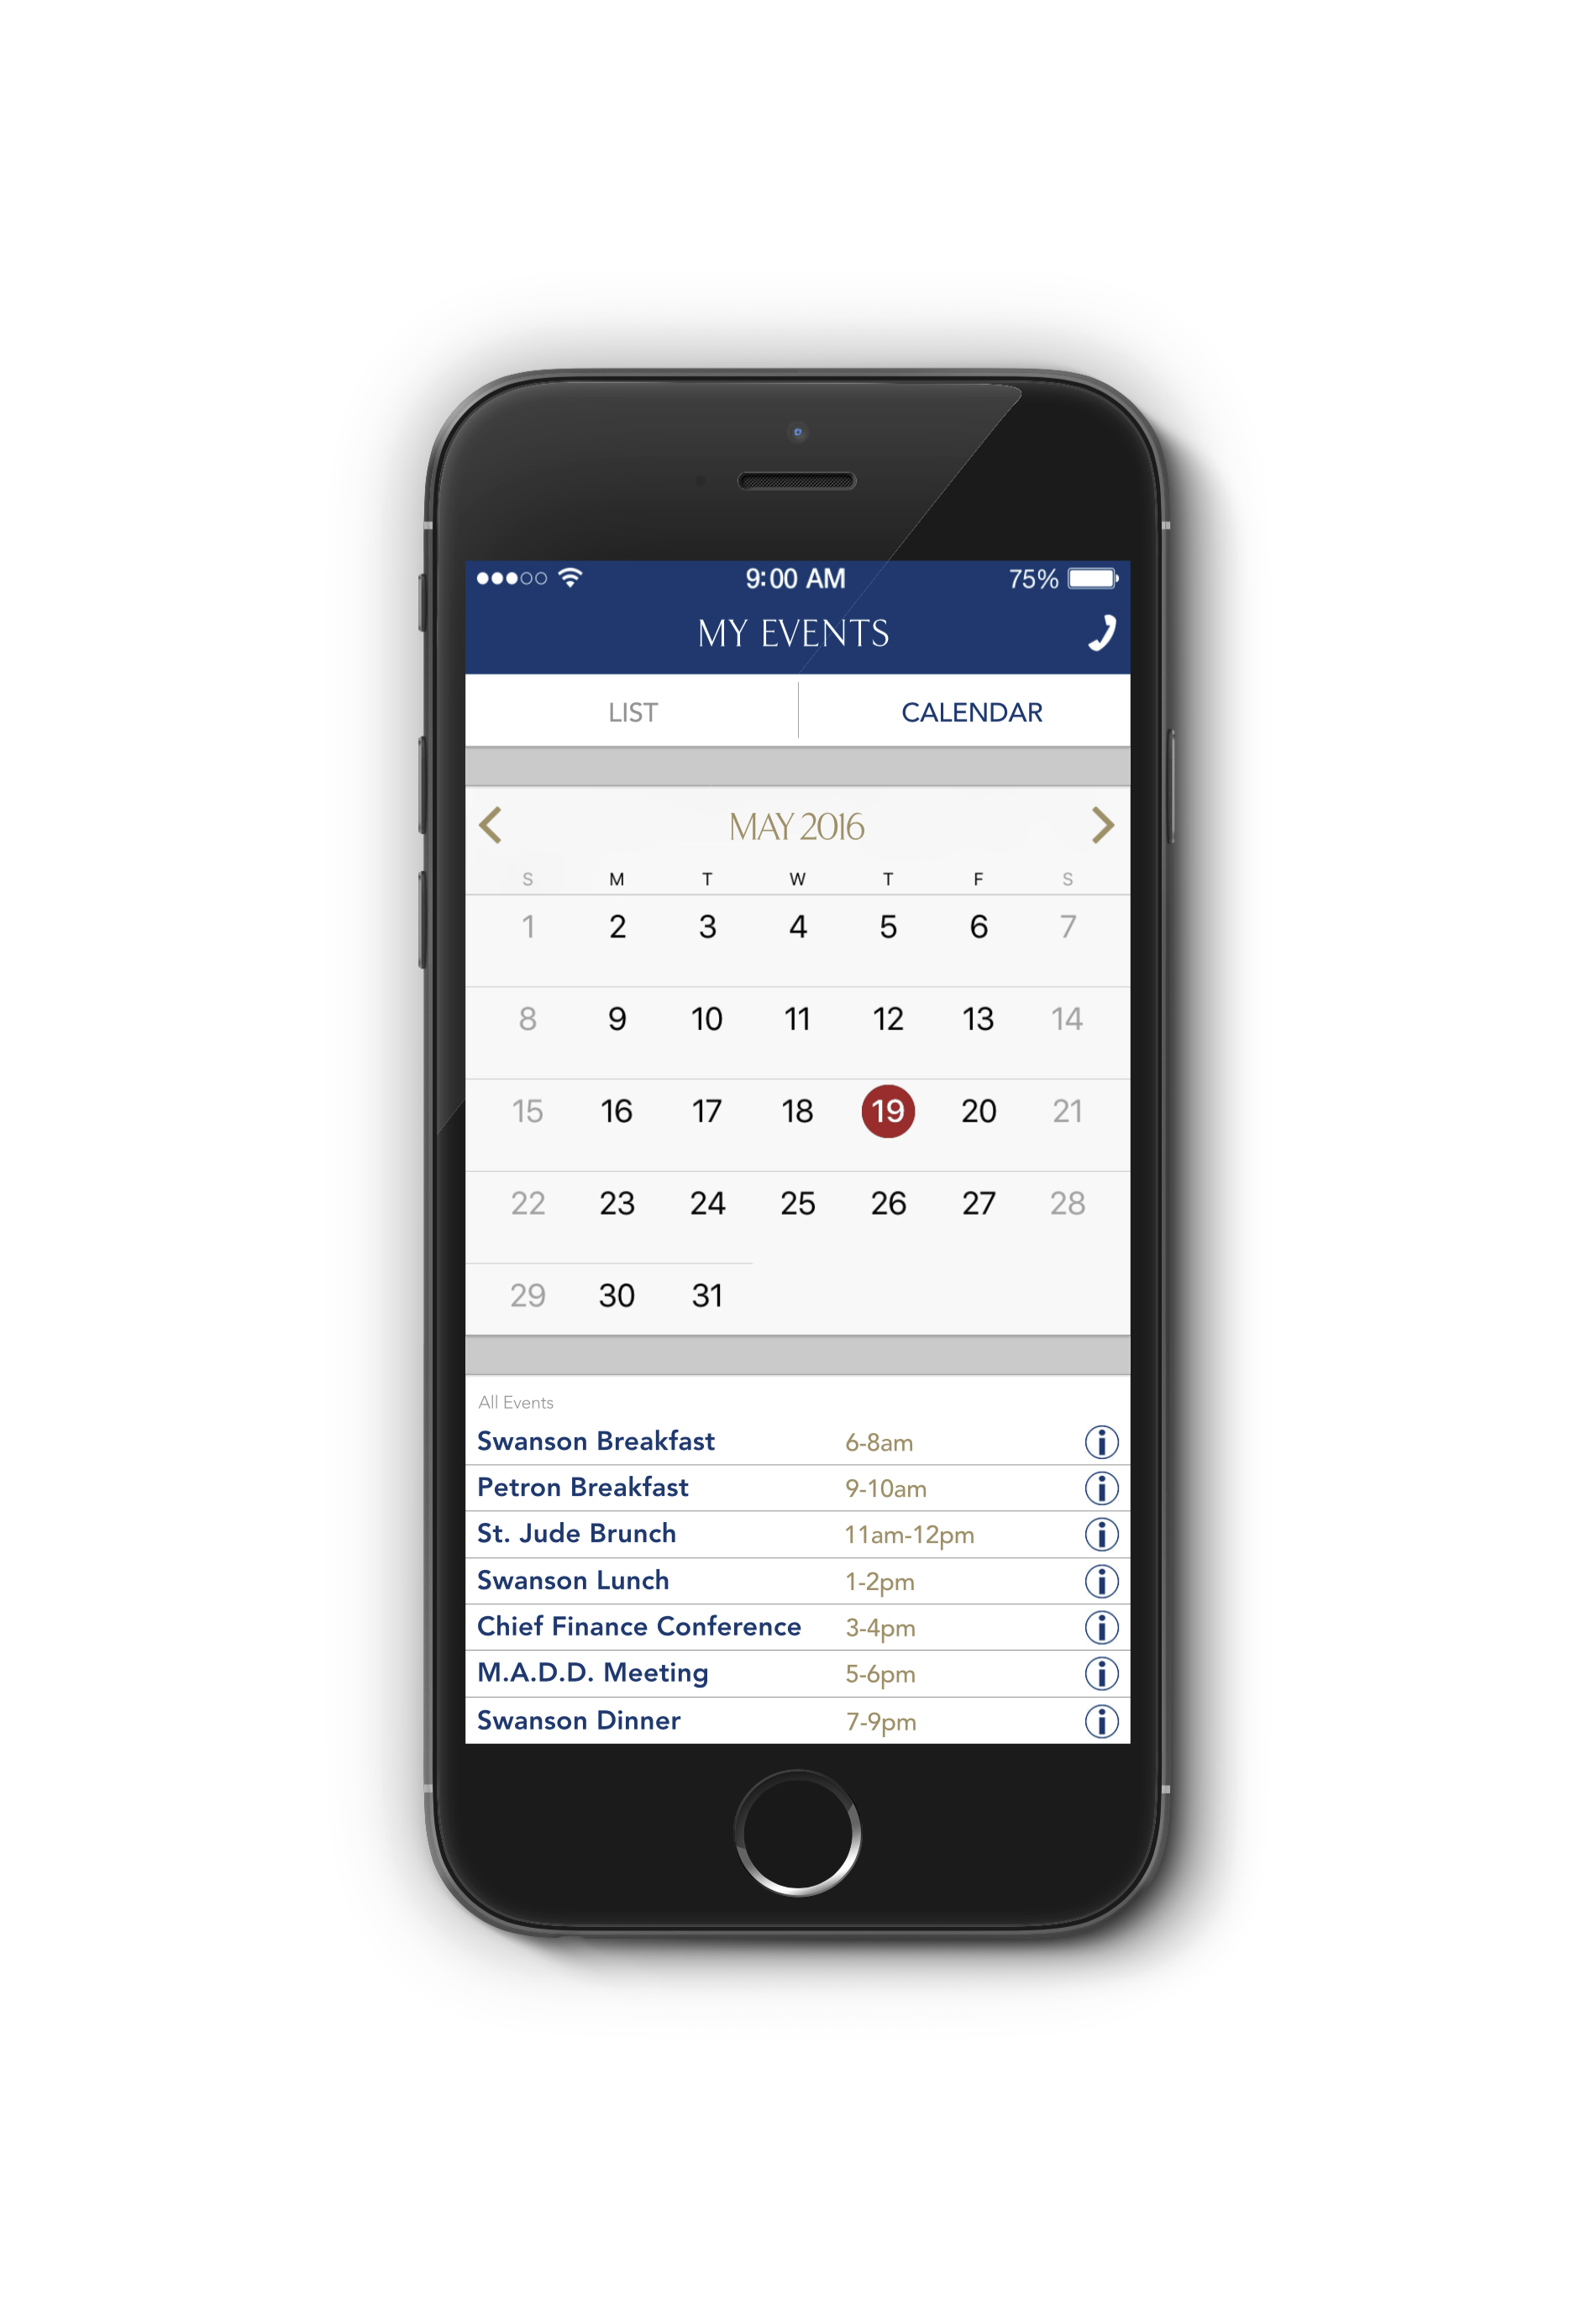 9:00 AM 75%
MY EVENTS
LIST CALENDAR
MAY 2016
S M T W T F S
1 2 3 4 5 6 7
8 9 10 11 12 13 14
15 16 17 18 19 20 21
22 23 24 25 26 27 28
29 30 31
All Events
Swanson Breakfast 6-8am
Petron Breakfast 9-10am
St. Jude Brunch 11am-12pm
Swanson Lunch 1-2pm
Chief Finance Conference 3-4pm
M.A.D.D. Meeting 5-6pm
Swanson Dinner 7-9pm